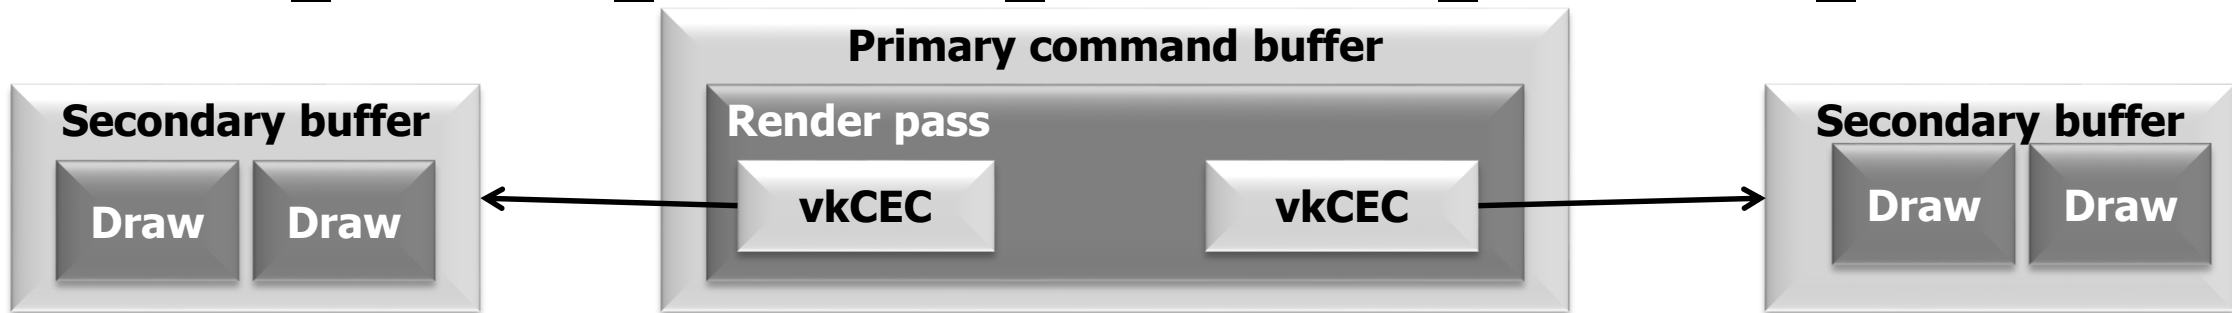 Primary command buffer
Secondary buffer
Draw
Draw
Render pass
vkCEC
vkCEC
Secondary buffer
Draw
Draw